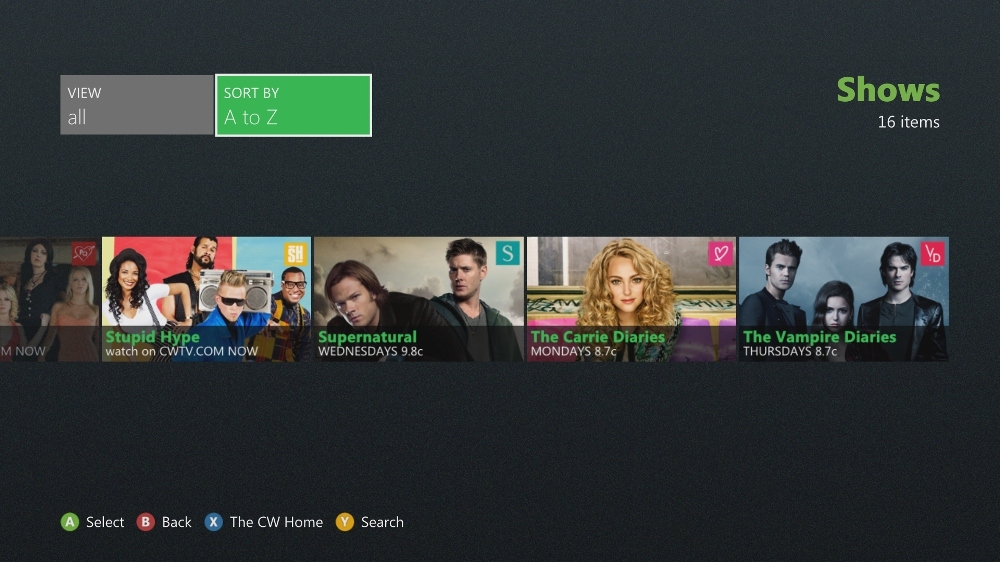 VIEW
all
SORT BY
A to Z
Shows
16 items
M NOW
SH
Stupid Hype
watch on CWTV.COM NOW
S
Supernatural
WEDNESDAYS 9.8c
The Carrie Diaries
MONDAYS 8.7c
VD
The Vampire Diaries
THURSDAYS 8.7c
A Select
B Back
X The CW Home
Y Search